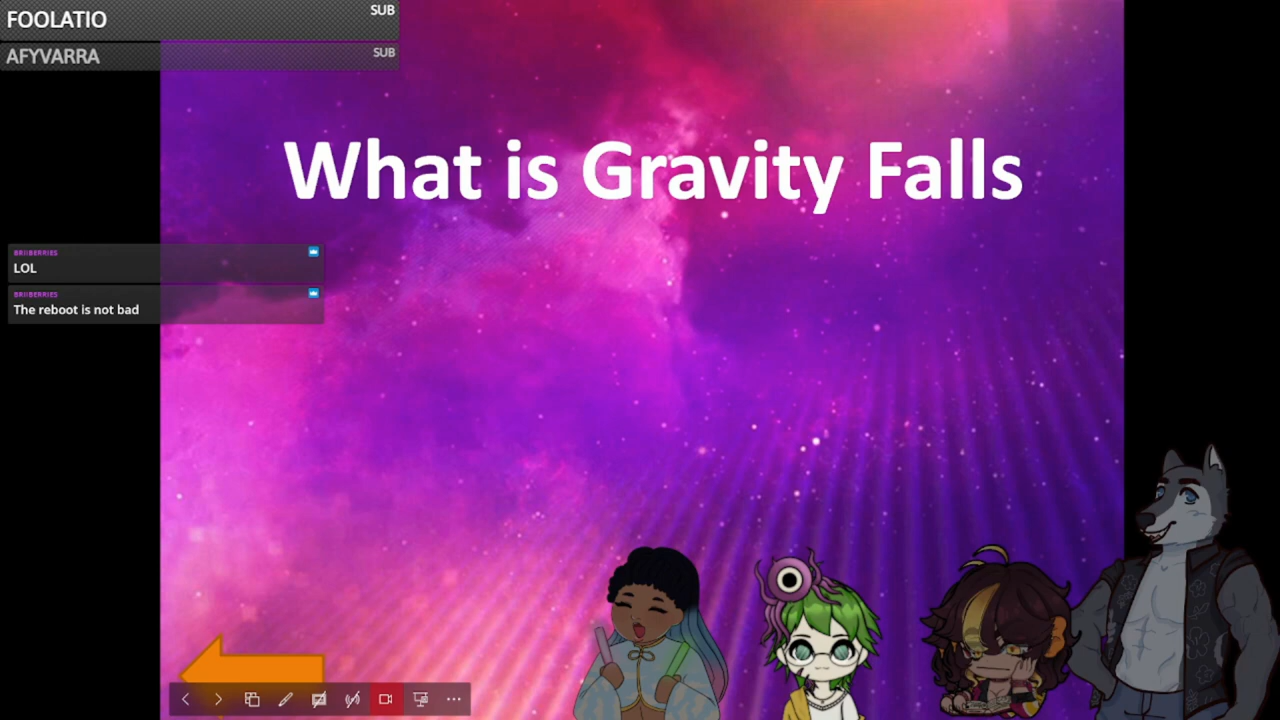 FOOLATIO
SUB
AFYVARRA
SUB
What is Gravity Falls
BRIIBERRIES
LOL
BRIIBERRIES
The reboot is not bad